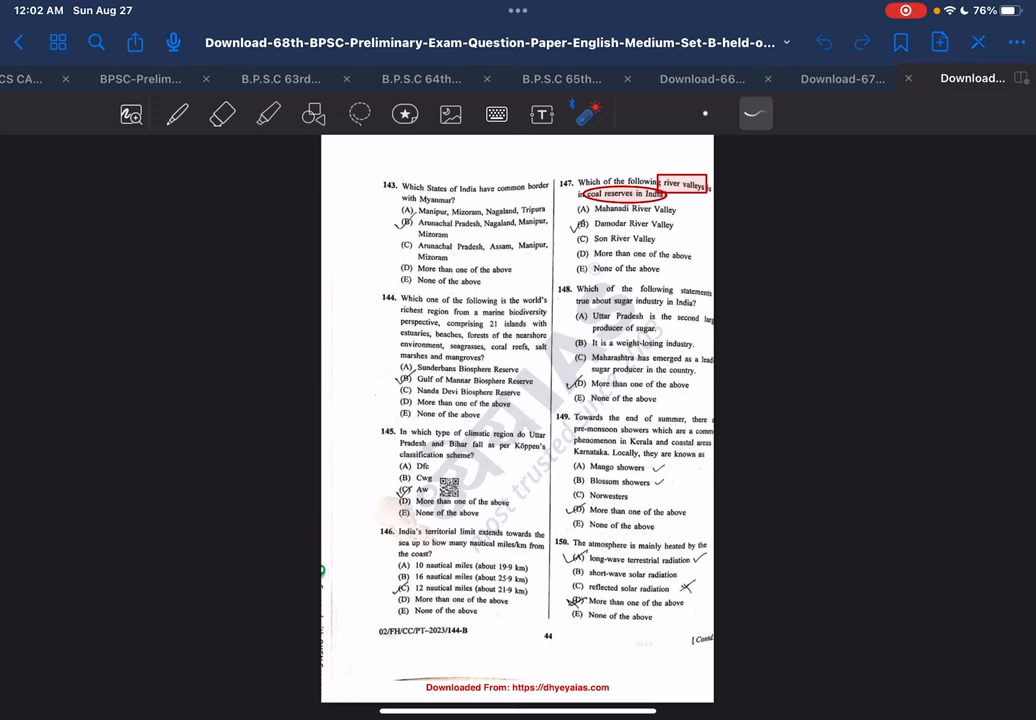 12:02 AM Sun Aug 27
76%
Download-68th-BPSC-Preliminary-Exam-Question-Paper-English-Medium-Set-B-held-o...
CS CA...
BPSC-Prelim...
B.P.S.C 63rd...
B.P.S.C 64th...
B.P.S.C 65th...
Download-66...
Download-67...
Download...
143. Which States of India have common border
with Myanmar?
(A) Manipur, Mizoram, Nagaland, Tripura
(B) Arunachal Pradesh, Nagaland, Manipur,
Mizoram
(C) Arunachal Pradesh, Assam, Manipur,
Mizoram
(D) More than one of the above
(E) None of the above
144. Which one of the following is the world's
richest region from a marine biodiversity
perspective, comprising 21 islands with
estuaries, beaches, forests of the nearshore
environment, seagrasses, coral reefs, salt
marshes and mangroves?
(A) Sunderbans Biosphere Reserve
(B) Gulf of Mannar Biosphere Reserve
(C) Nanda Devi Biosphere Reserve
(D) More than one of the above
(E) None of the above
145. In which type of climatic region do Uttar
Pradesh and Bihar fall as per Köppen's
classification scheme?
(A) Dfc
(B) Cwg
(C) Aw
(D) More than one of the above
(E) None of the above
146. India's territorial limit extends towards the
sea up to how many nautical miles/km from
the coast?
(A) 10 nautical miles (about 19·9 km)
(B) 16 nautical miles (about 25·9 km)
(C) 12 nautical miles (about 21·9 km)
(D) More than one of the above
(E) None of the above
02/FH/CC/PT–2023/144-B
147. Which of the following river valleys is
in coal reserves in India
(A) Mahanadi River Valley
(B) Damodar River Valley
(C) Son River Valley
(D) More than one of the above
(E) None of the above
148. Which of the following statements
true about sugar industry in India?
(A) Uttar Pradesh is the second larg
producer of sugar.
(B) It is a weight-losing industry.
(C) Maharashtra has emerged as a lead
sugar producer in the country.
(D) More than one of the above
(E) None of the above
149. Towards the end of summer, there
pre-monsoon showers which are a comm
phenomenon in Kerala and coastal areas
Karnataka. Locally, they are known as
(A) Mango showers
(B) Blossom showers
(C) Norwesters
(D) More than one of the above
(E) None of the above
150. The atmosphere is mainly heated by the
(A) long-wave terrestrial radiation
(B) short-wave solar radiation
(C) reflected solar radiation
(D) More than one of the above
(E) None of the above
44
[ Contd
Downloaded From: https://dhyeyaias.com